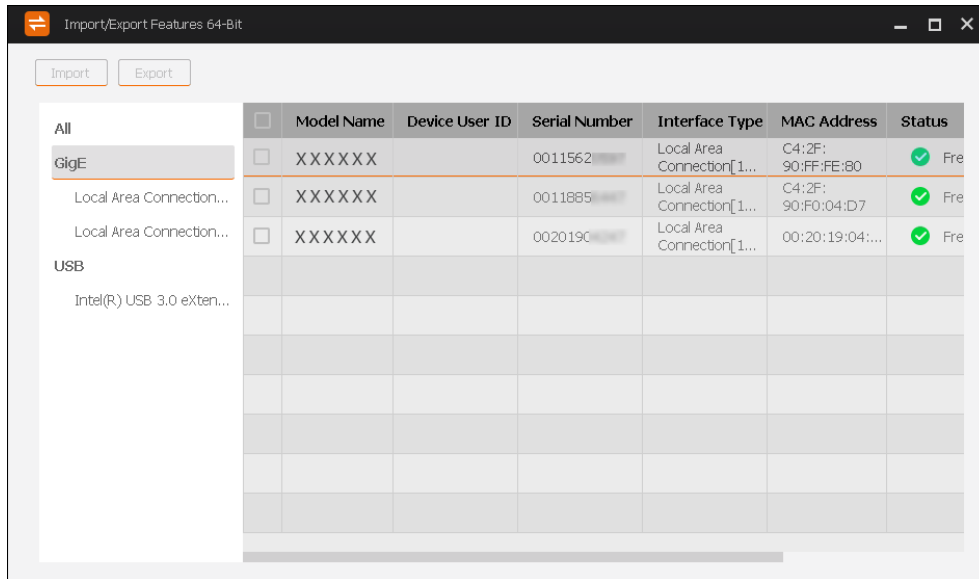 Import/Export Features 64-Bit
Import Export
All
GigE
Local Area Connection...
Local Area Connection...
USB
Intel(R) USB 3.0 eXten...
Model Name Device User ID Serial Number Interface Type MAC Address Status
XXXXXX 0011562 Local Area Connection[1... C4:2F: 90:FF:FE:80 Fre
XXXXXX 0011885 Local Area Connection[1... C4:2F: 90:F0:04:D7 Fre
XXXXXX 0020190 Local Area Connection[1... 00:20:19:04:... Fre